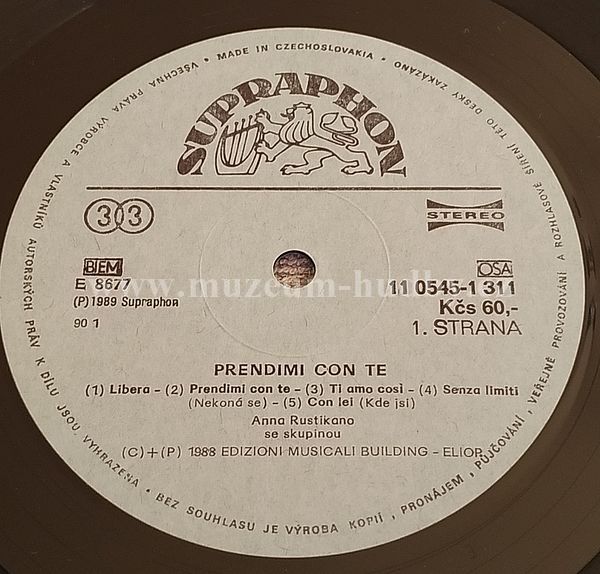 VŠECHNA PRÁVA VÝROBCE A VLASTNÍKŮ AUTORSKÝCH PRÁV K DÍLU JSOU VYHRAZENA • BEZ SOUHLASU JE VÝROBA KOPIÍ, PRONÁJEM, PŮJČOVÁNÍ, VEŘEJNÉ PROVOZOVÁNÍ A ROZHLASOVÉ ŠÍŘENÍ TÉTO DESKY ZAKÁZÁNO • MADE IN CZECHOSLOVAKIA •
SUPRAPHON
33
STEREO
BIEM
OSA
E 8677
11 0545-1 311
(P) 1989 Supraphon
Kčs 60,-
90 1
1. STRANA
PRENDIMI CON TE
(1) Libera – (2) Prendimi con te – (3) Ti amo così – (4) Senza limiti
(Nekoná se) – (5) Con lei (Kde jsi)
Anna Rustikano
se skupinou
(C) + (P) 1988 EDIZIONI MUSICALI BUILDING - ELIOR